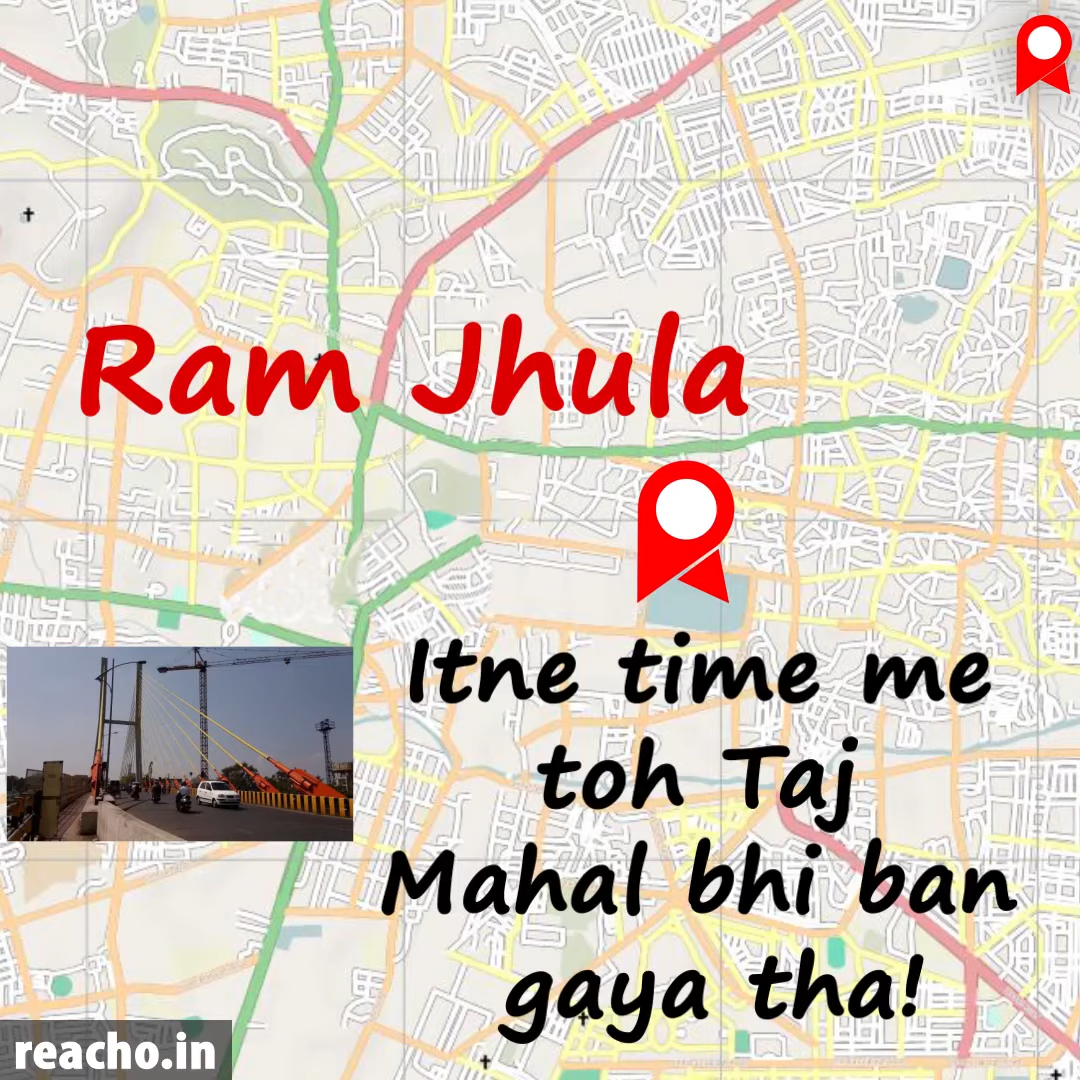 Ram Jhula
Itne time me
toh Taj
Mahal bhi ban
gaya tha!
reacho.in